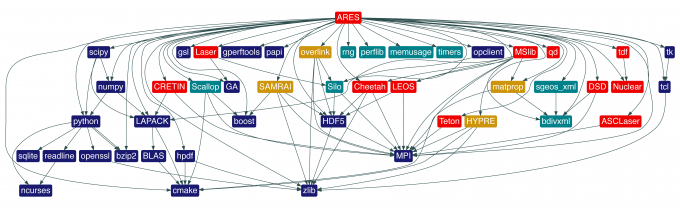 ARES
scipy gsl Laser gperftools papi overlink rng perflib memusage timers opclient MSlib qd tdf tk
numpy CRETIN Scallop GA SAMRAI Silo Cheetah LEOS matprop sgeos_xml DSD Nuclear tcl
python LAPACK boost HDF5 Teton HYPRE bdivxml ASCLaser
sqlite readline openssl bzip2 BLAS hpdf MPI
ncurses cmake zlib